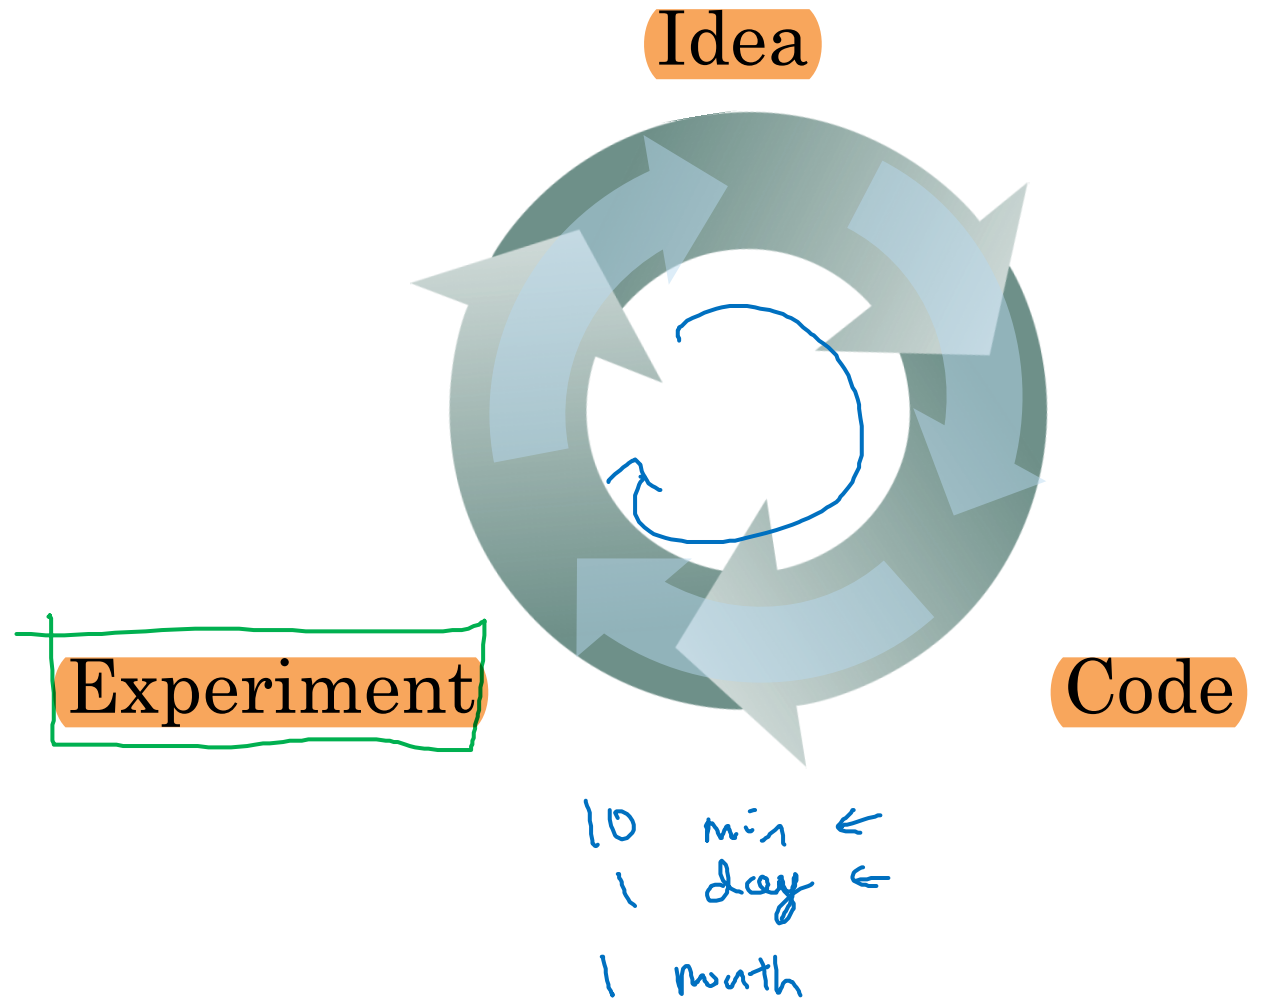 Idea
Experiment
Code
10 min ←
1 day ←
1 month